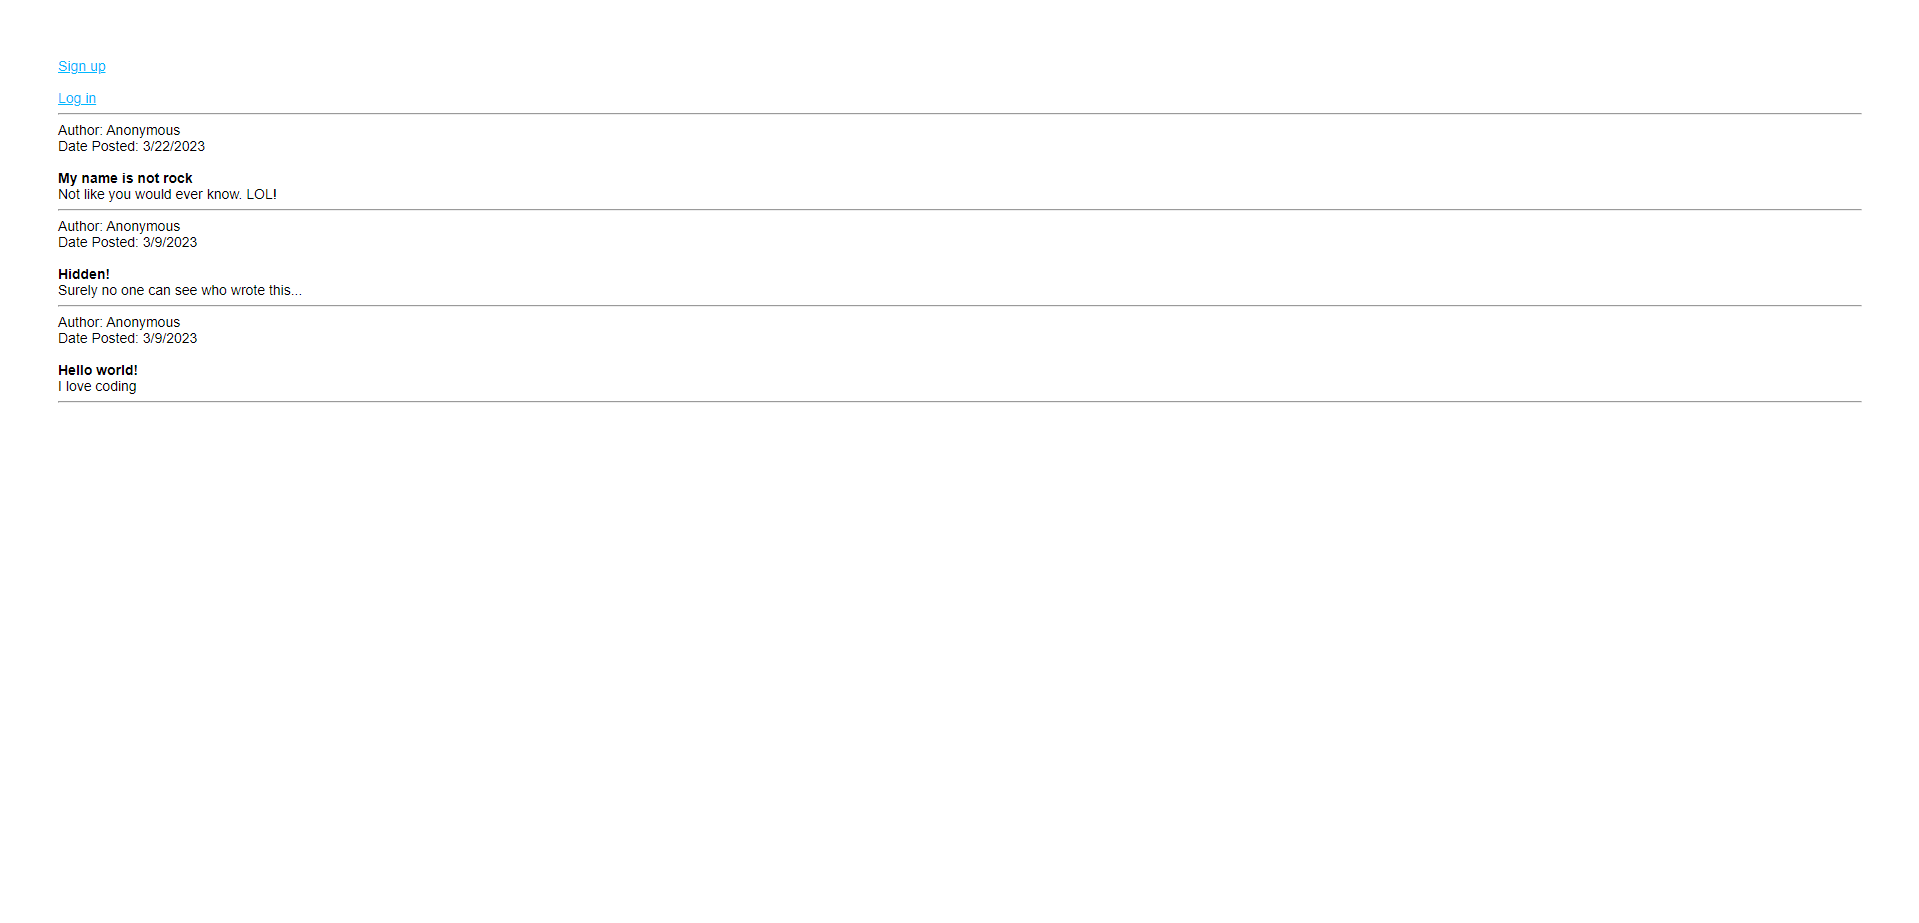 Sign up
Log in
Author: Anonymous
Date Posted: 3/22/2023
My name is not rock
Not like you would ever know. LOL!
Author: Anonymous
Date Posted: 3/9/2023
Hidden!
Surely no one can see who wrote this...
Author: Anonymous
Date Posted: 3/9/2023
Hello world!
I love coding